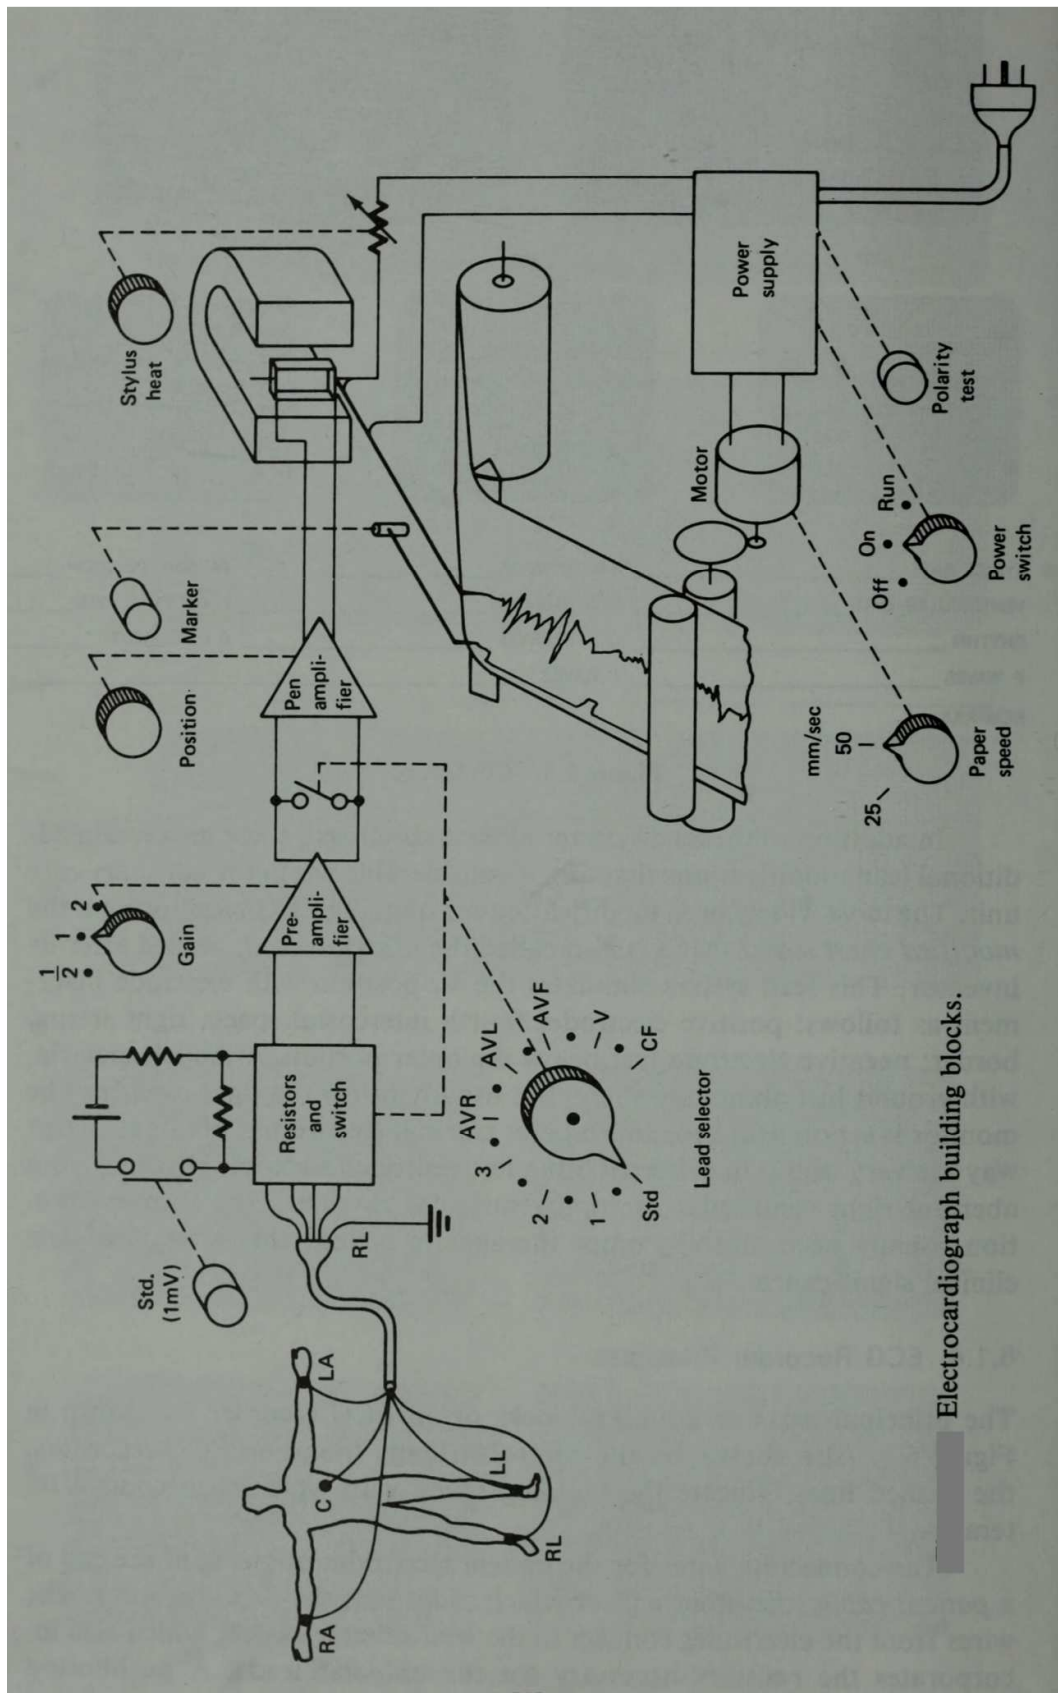 Std.
(1mV)
Gain
1/2
1
2
Position
Marker
Stylus
heat
Resistors
and
switch
Pre-
ampli-
fier
Pen
ampli-
fier
RL
RA
LA
C
LL
RL
Std
1
2
3
AVR
AVL
AVF
V
CF
Lead selector
mm/sec
25
50
Paper
speed
Motor
Off
On
Run
Power
switch
Polarity
test
Power
supply
Electrocardiograph building blocks.